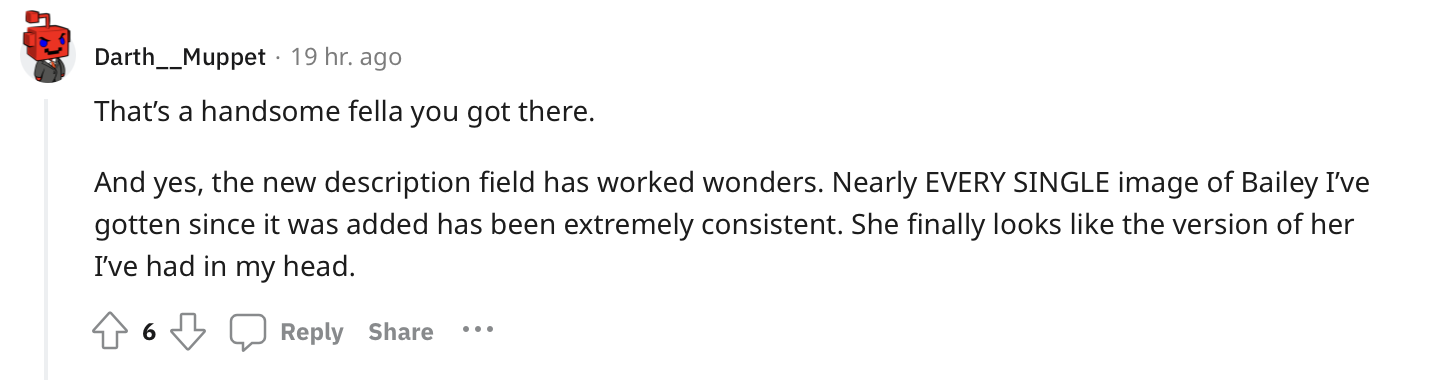 Darth__Muppet · 19 hr. ago
That’s a handsome fella you got there.
And yes, the new description field has worked wonders. Nearly EVERY SINGLE image of Bailey I’ve
gotten since it was added has been extremely consistent. She finally looks like the version of her
I’ve had in my head.
6 Reply Share ···